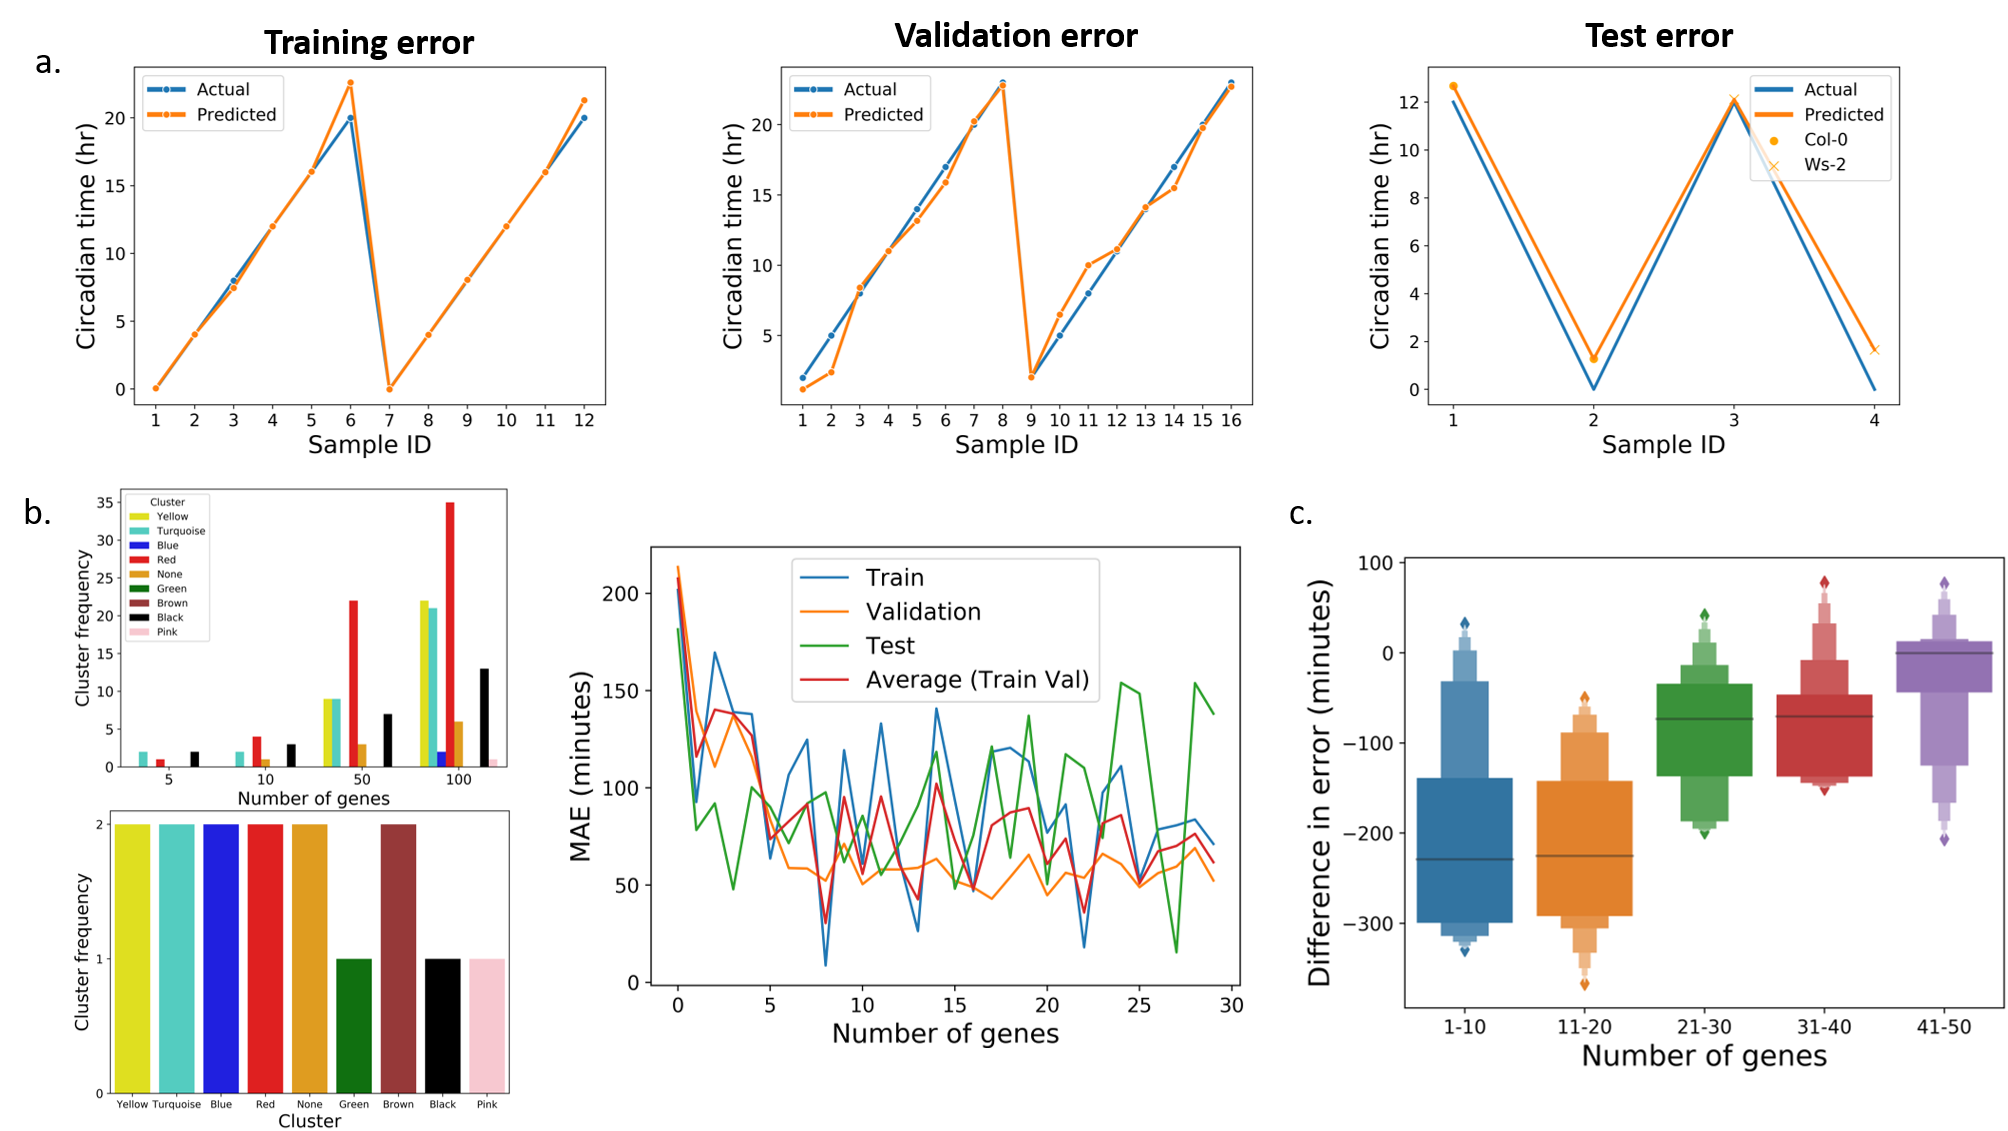 Training error
Validation error
Test error
a.
Actual
Predicted
20
15
10
5
0
Circadian time (hr)
1 2 3 4 5 6 7 8 9 10 11 12
Sample ID
Actual
Predicted
20
15
10
5
Circadian time (hr)
1 2 3 4 5 6 7 8 9 10 11 12 13 14 15 16
Sample ID
Actual
Predicted
Col-0
Ws-2
12
10
8
6
4
2
0
Circadian time (hr)
1 2 3 4
Sample ID
b.
Cluster
Yellow
Turquoise
Blue
Red
None
Green
Brown
Black
Pink
35
30
25
20
15
10
5
0
Cluster frequency
5 10 50 100
Number of genes
2
1
0
Cluster frequency
Yellow Turquoise Blue Red None Green Brown Black Pink
Cluster
Train
Validation
Test
Average (Train Val)
200
150
100
50
0
MAE (minutes)
0 5 10 15 20 25 30
Number of genes
c.
100
0
−100
−200
−300
Difference in error (minutes)
1-10 11-20 21-30 31-40 41-50
Number of genes